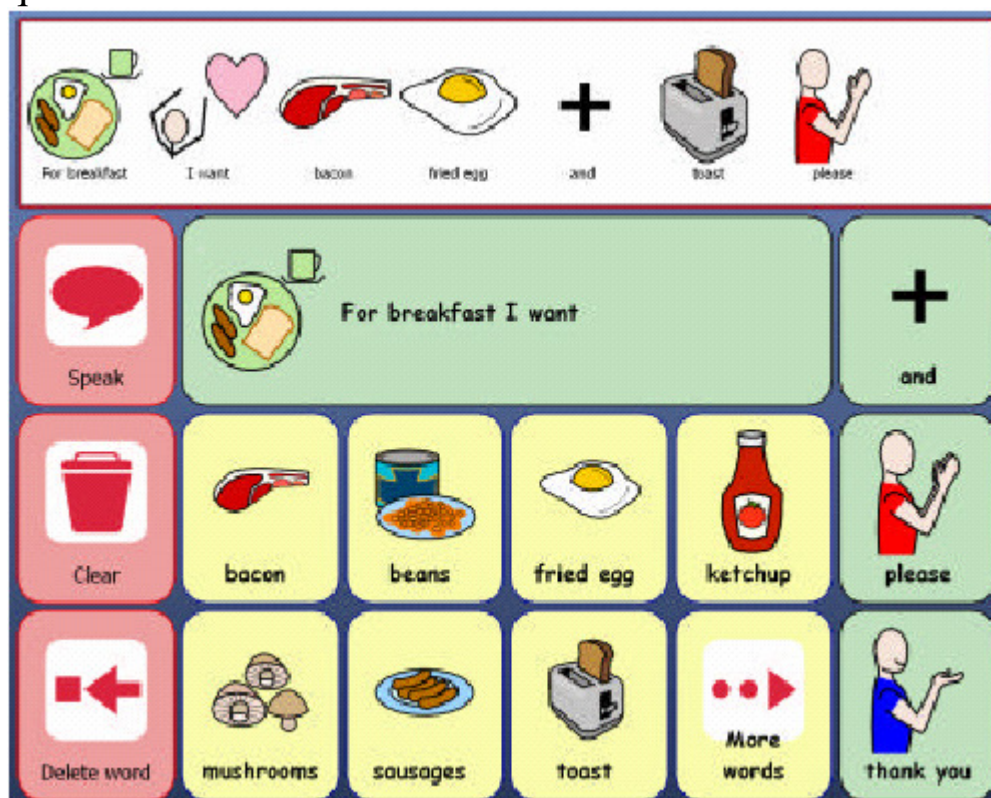 For breakfast I want bacon fried egg and toast please
Speak For breakfast I want and
Clear bacon beans fried egg ketchup please
More
Delete word mushrooms sausages toast words thank you